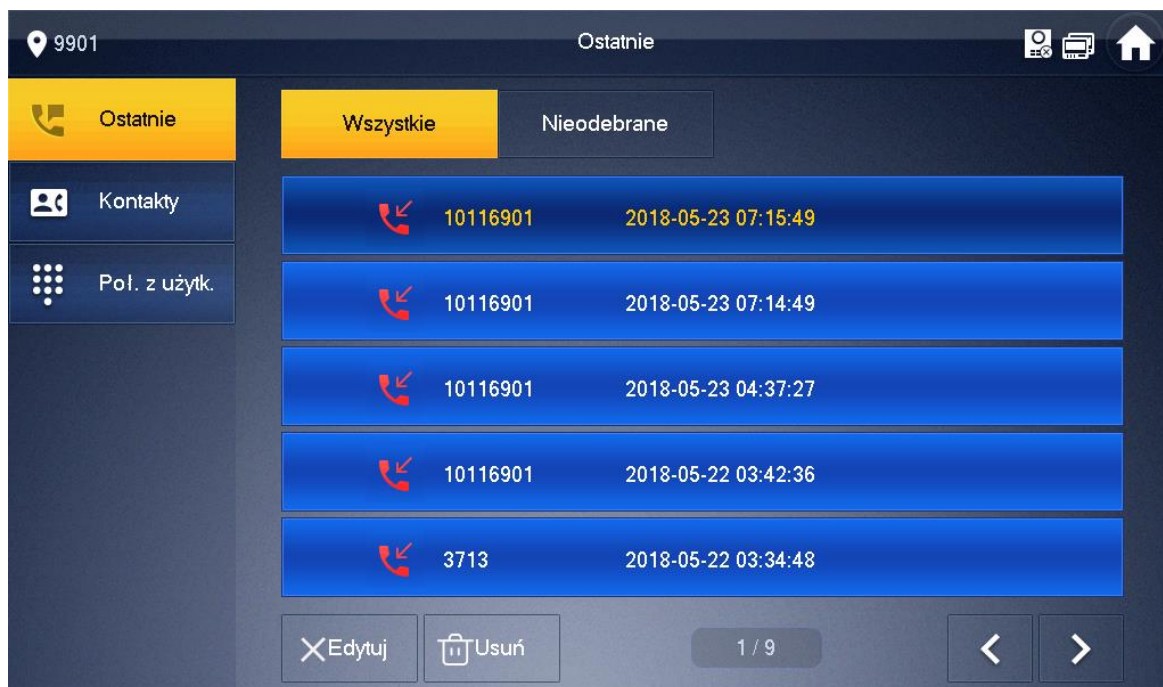 9901
Ostatnie
Ostatnie
Kontakty
Poł. z użytk.
Wszystkie
Nieodebrane
10116901 2018-05-23 07:15:49
10116901 2018-05-23 07:14:49
10116901 2018-05-23 04:37:27
10116901 2018-05-22 03:42:36
3713 2018-05-22 03:34:48
Edytuj
Usuń
1 / 9